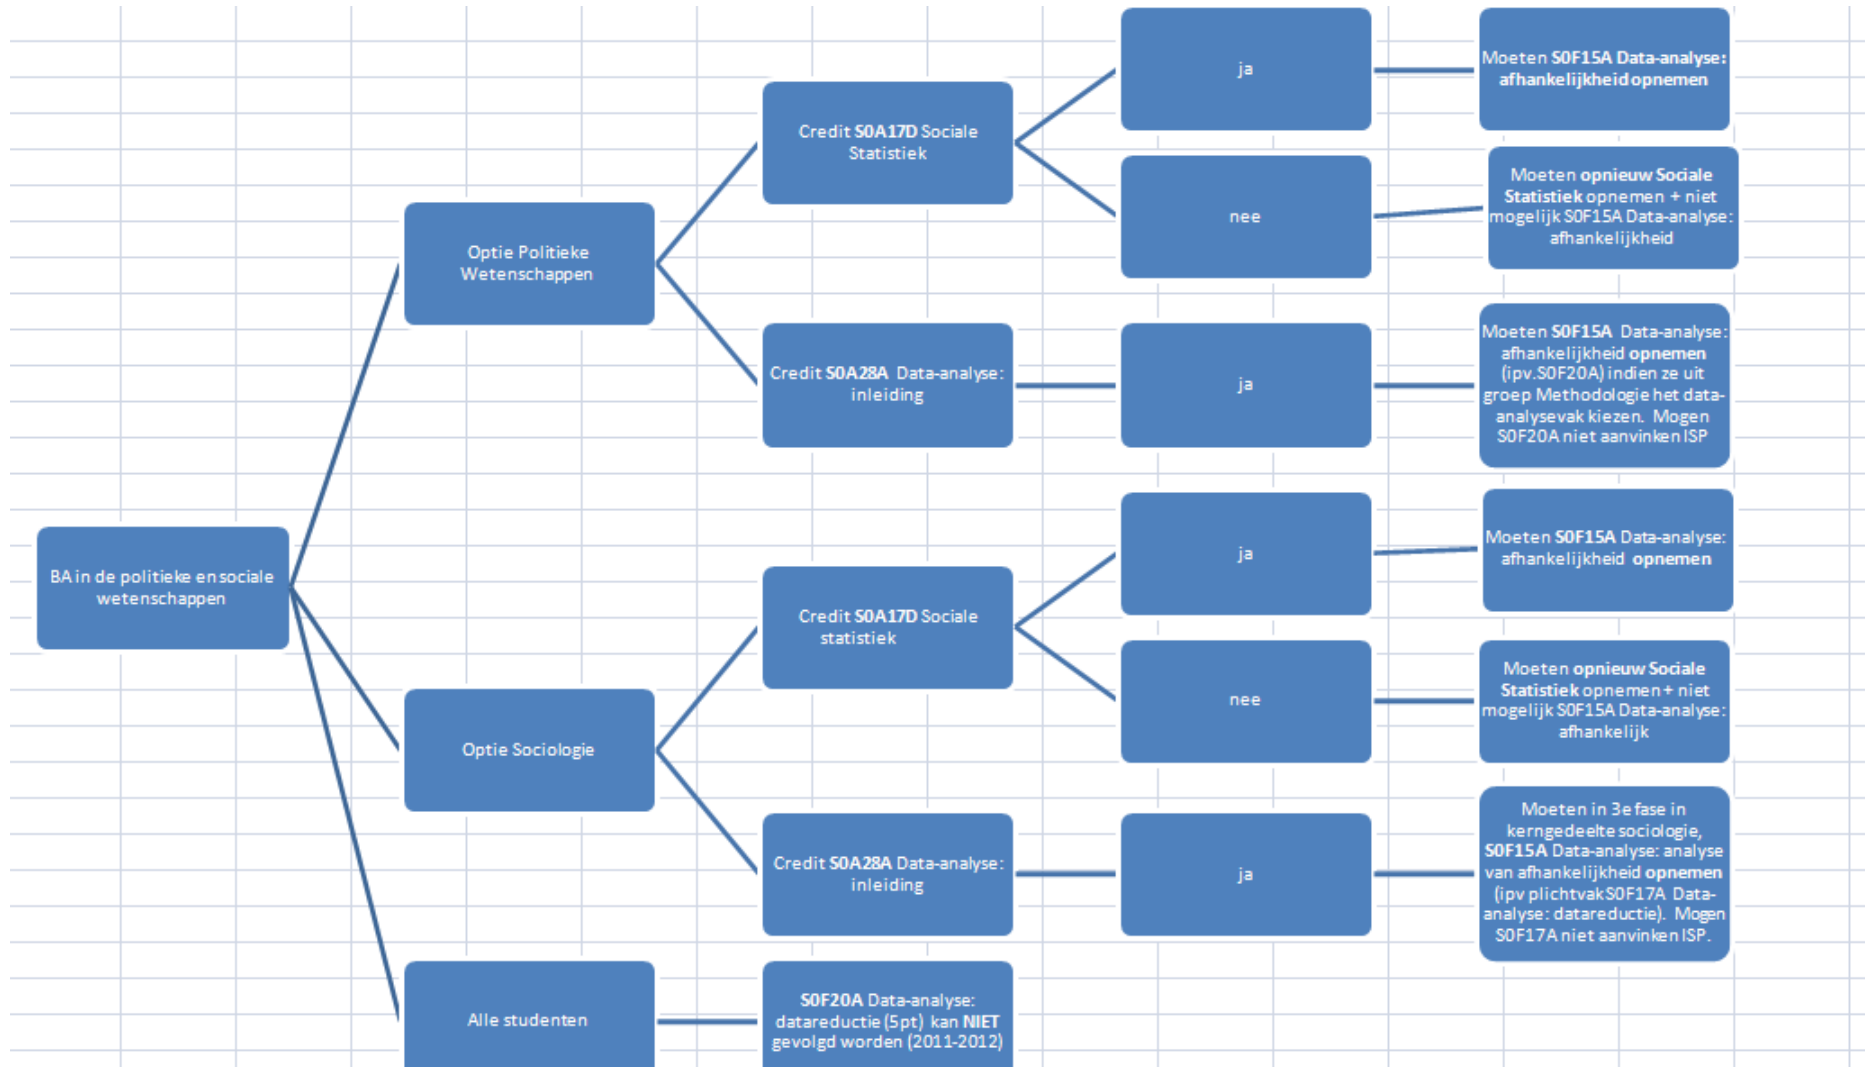 BA in de politieke en sociale
wetenschappen
Optie Politieke
Wetenschappen
Credit S0A17D Sociale
Statistiek
ja
Moeten S0F15A Data-analyse:
afhankelijkheid opnemen
nee
Moeten opnieuw Sociale
Statistiek opnemen + niet
mogelijk S0F15A Data-analyse:
afhankelijkheid
Credit S0A28A Data-analyse:
inleiding
ja
Moeten S0F15A Data-analyse:
afhankelijkheid opnemen
(ipv.S0F20A) indien ze uit
groep Methodologie het data-
analysevak kiezen. Mogen
S0F20A niet aanvinken ISP
Optie Sociologie
Credit S0A17D Sociale
statistiek
ja
Moeten S0F15A Data-analyse:
afhankelijkheid opnemen
nee
Moeten opnieuw Sociale
Statistiek opnemen + niet
mogelijk S0F15A Data-analyse:
afhankelijk
Credit S0A28A Data-analyse:
inleiding
ja
Moeten in 3e fase in
kerngedeelte sociologie,
S0F15A Data-analyse: analyse
van afhankelijkheid opnemen
(ipv plichtvak S0F17A Data-
analyse: datareductie). Mogen
S0F17A niet aanvinken ISP.
Alle studenten
S0F20A Data-analyse:
datareductie (5pt) kan NIET
gevolgd worden (2011-2012)